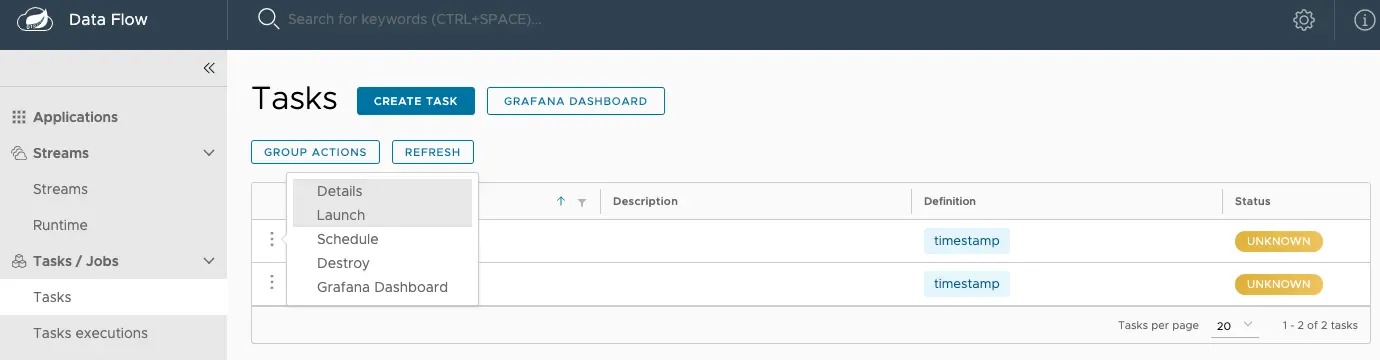 Data Flow
Search for keywords (CTRL+SPACE)...
Applications
Streams
Streams
Runtime
Tasks / Jobs
Tasks
Tasks executions
Tasks
CREATE TASK
GRAFANA DASHBOARD
GROUP ACTIONS
REFRESH
Details
Launch
Schedule
Destroy
Grafana Dashboard
Description
Definition
Status
timestamp
UNKNOWN
timestamp
UNKNOWN
Tasks per page
20
1 - 2 of 2 tasks